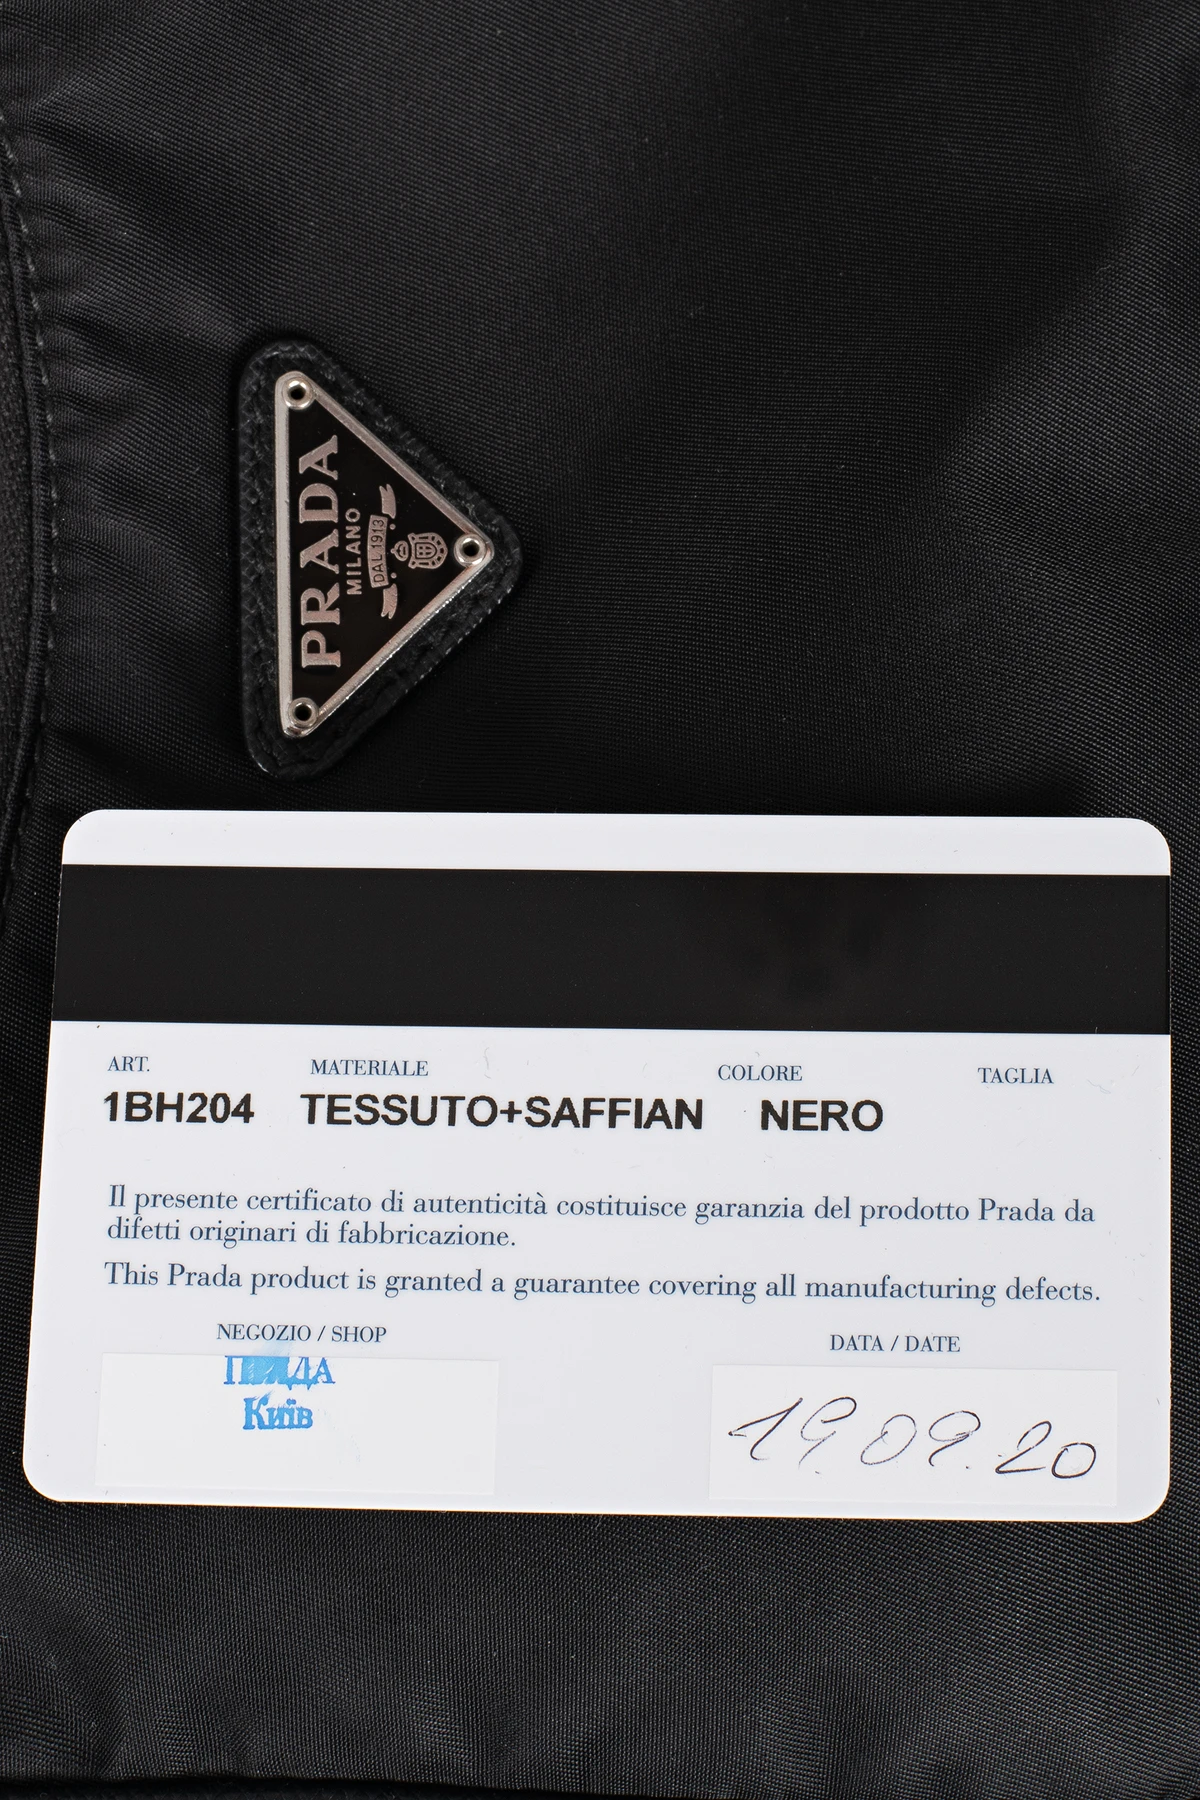 PRADA
MILANO
DAL 1913
ART. MATERIALE COLORE TAGLIA
1BH204 TESSUTO+SAFFIAN NERO
Il presente certificato di autenticità costituisce garanzia del prodotto Prada da
difetti originari di fabbricazione.
This Prada product is granted a guarantee covering all manufacturing defects.
NEGOZIO / SHOP DATA / DATE
Київ
19.09.20